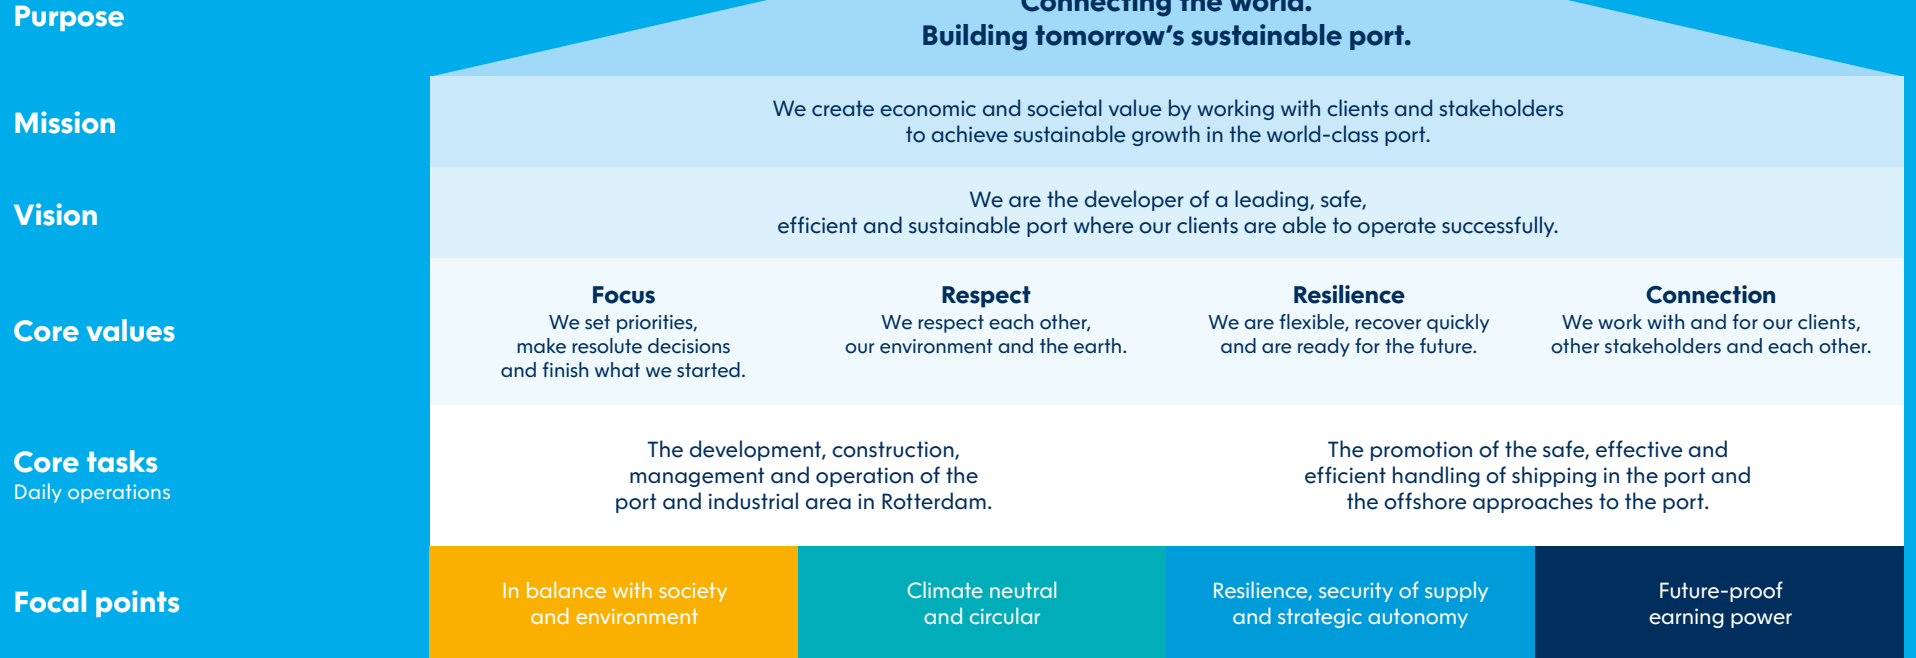 Purpose
Connecting the world.
Building tomorrow's sustainable port.
Mission
We create economic and societal value by working with clients and stakeholders
to achieve sustainable growth in the world-class port.
Vision
We are the developer of a leading, safe,
efficient and sustainable port where our clients are able to operate successfully.
Core values
Focus
We set priorities,
make resolute decisions
and finish what we started.
Respect
We respect each other,
our environment and the earth.
Resilience
We are flexible, recover quickly
and are ready for the future.
Connection
We work with and for our clients,
other stakeholders and each other.
Core tasks
Daily operations
The development, construction,
management and operation of the
port and industrial area in Rotterdam.
The promotion of the safe, effective and
efficient handling of shipping in the port and
the offshore approaches to the port.
Focal points
In balance with society
and environment
Climate neutral
and circular
Resilience, security of supply
and strategic autonomy
Future-proof
earning power